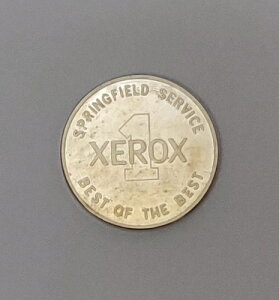 SPRINGFIELD SERVICE
1
XEROX
BEST OF THE BEST